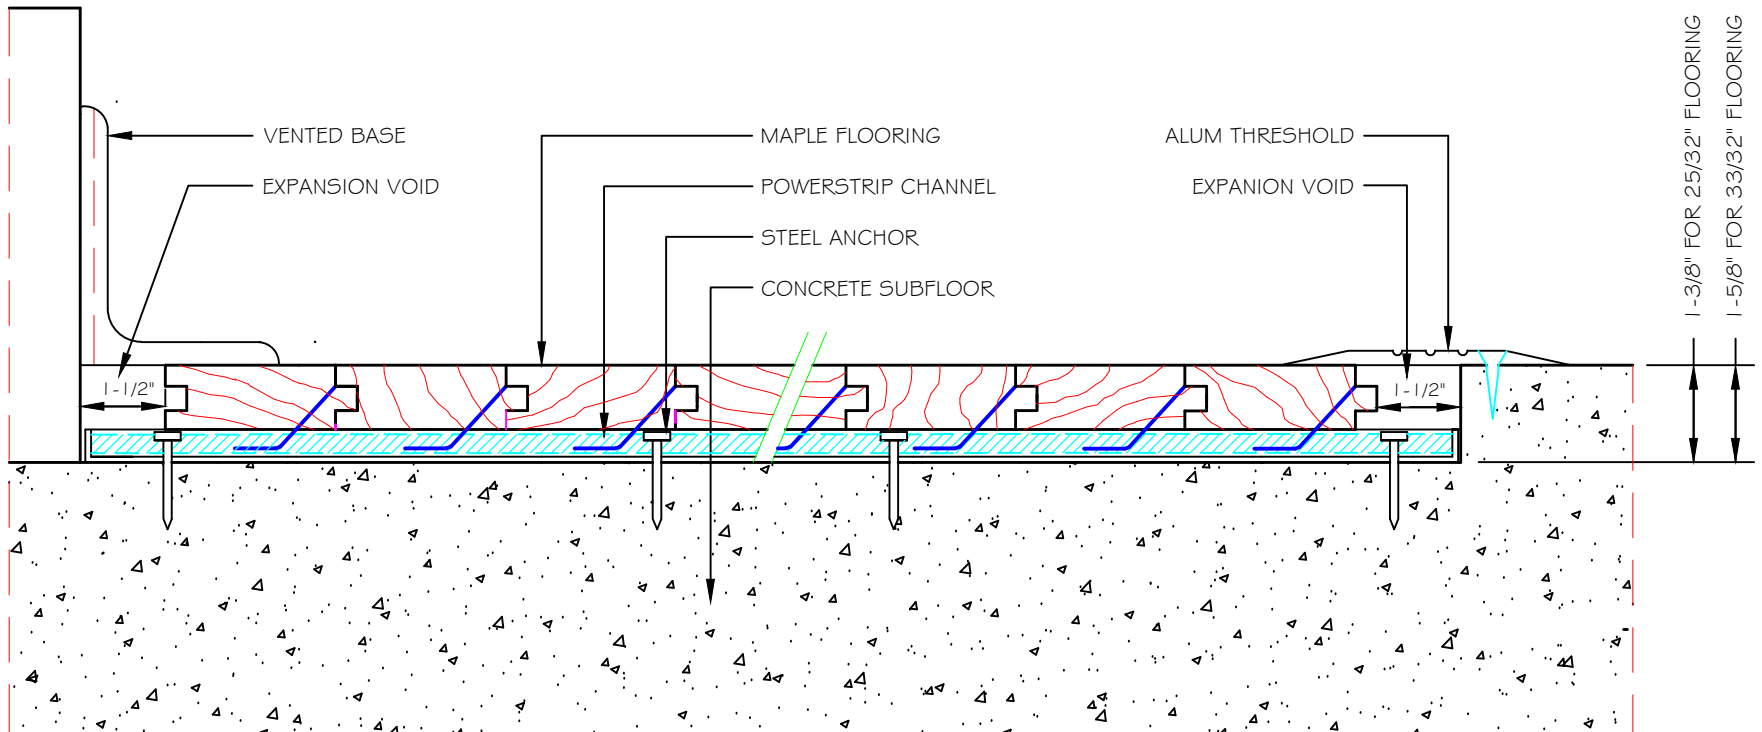 VENTED BASE
EXPANSION VOID
MAPLE FLOORING
POWERSTRIP CHANNEL
STEEL ANCHOR
CONCRETE SUBFLOOR
ALUM THRESHOLD
EXPANION VOID
1-1/2"
1-1/2"
1-3/8" FOR 25/32" FLOORING
1-5/8" FOR 33/32" FLOORING